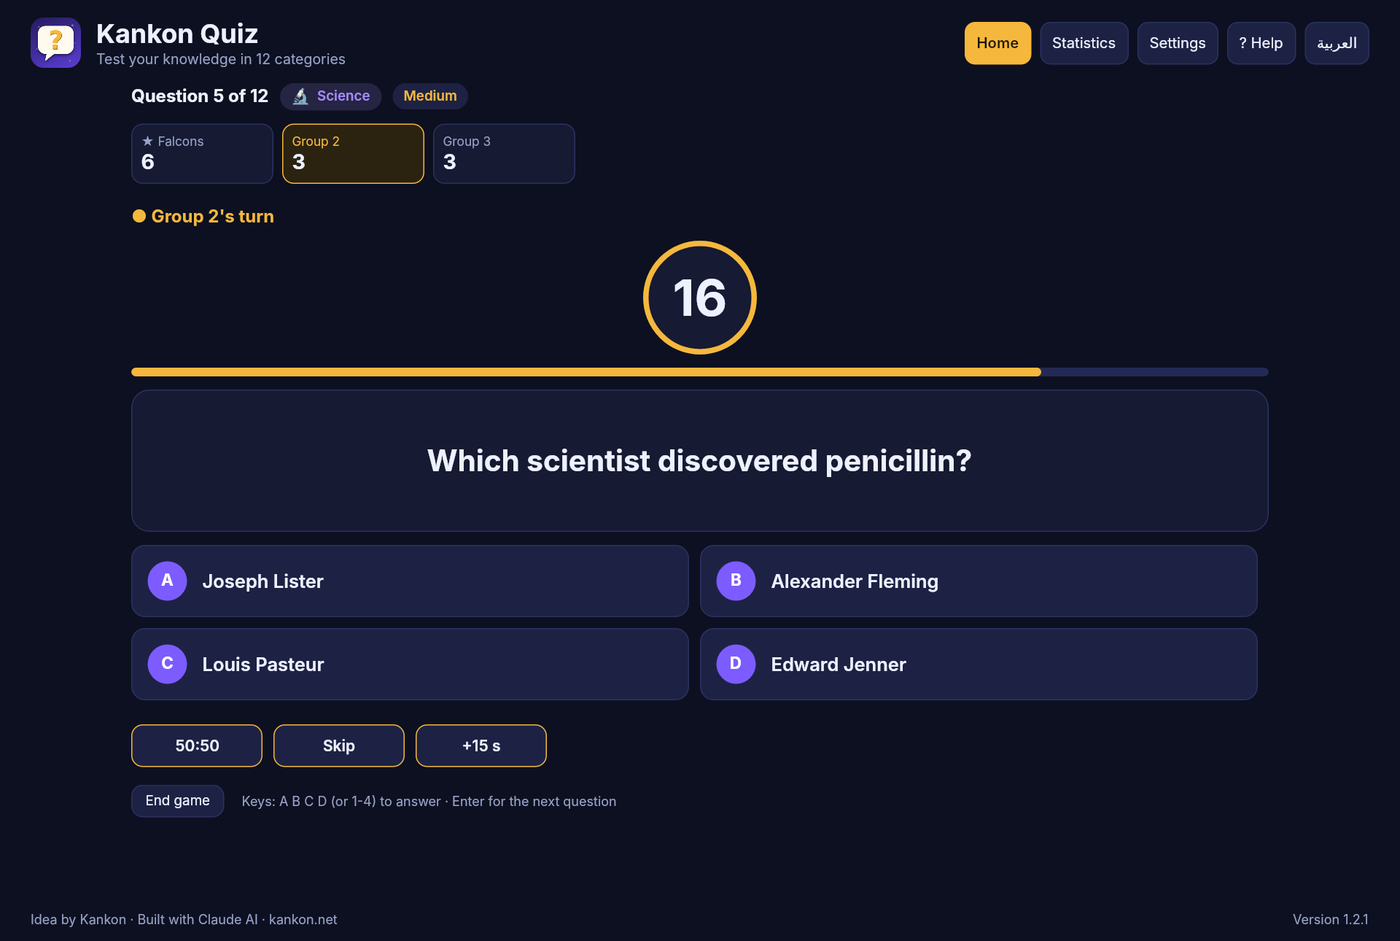 ?
Kankon Quiz
Test your knowledge in 12 categories
Home
Statistics
Settings
? Help
العربية
Question 5 of 12
Science
Medium
★ Falcons
6
Group 2
3
Group 3
3
Group 2's turn
16
Which scientist discovered penicillin?
A Joseph Lister
B Alexander Fleming
C Louis Pasteur
D Edward Jenner
50:50
Skip
+15 s
End game
Keys: A B C D (or 1-4) to answer · Enter for the next question
Idea by Kankon · Built with Claude AI · kankon.net
Version 1.2.1